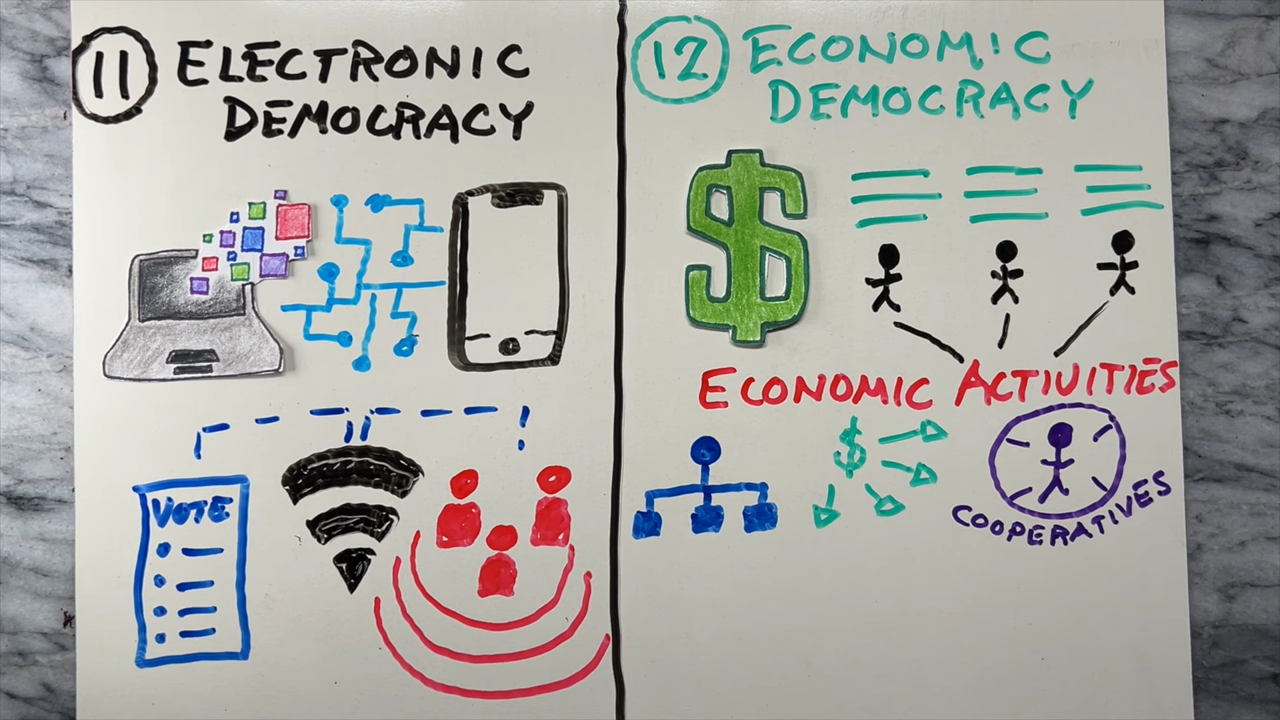 11 ELECTRONIC
DEMOCRACY
VOTE
12 ECONOMIC
DEMOCRACY
$
ECONOMIC ACTIVITIES
$
COOPERATIVES